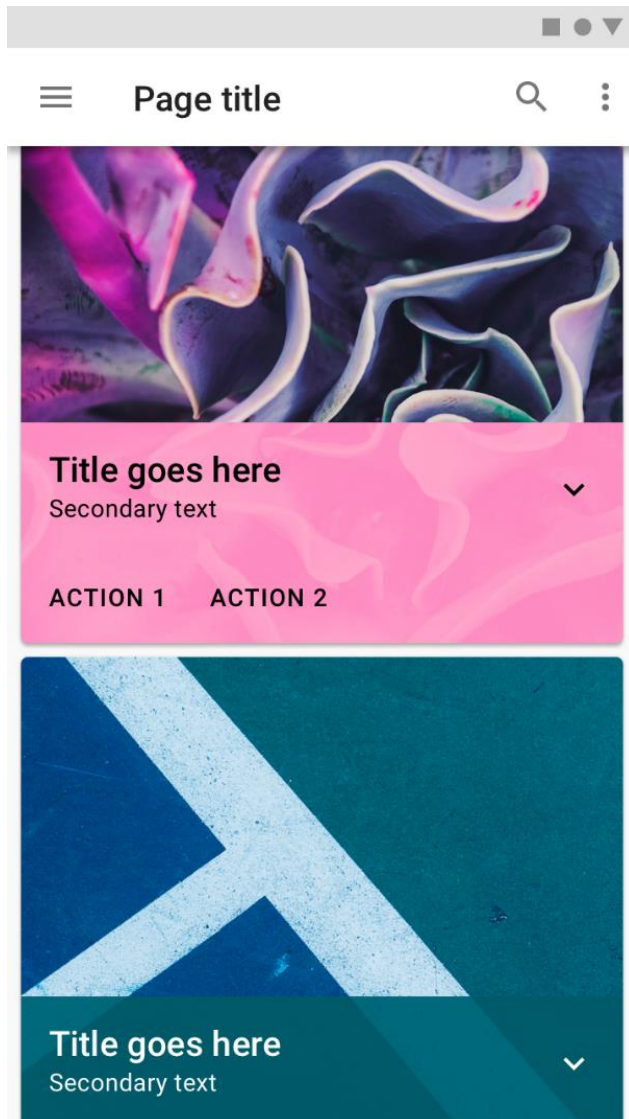 Page title
Title goes here
Secondary text
ACTION 1 ACTION 2
Title goes here
Secondary text